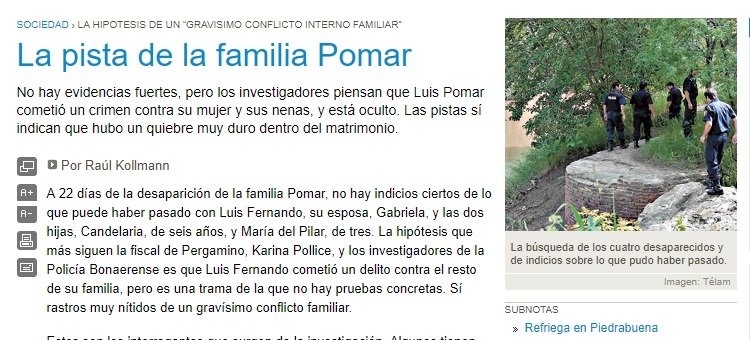 SOCIEDAD › LA HIPOTESIS DE UN “GRAVISIMO CONFLICTO INTERNO FAMILIAR”
La pista de la familia Pomar
No hay evidencias fuertes, pero los investigadores piensan que Luis Pomar
cometió un crimen contra su mujer y sus nenas, y está oculto. Las pistas sí
indican que hubo un quiebre muy duro dentro del matrimonio.
Por Raúl Kollmann
A+
A-
A 22 días de la desaparición de la familia Pomar, no hay indicios ciertos de lo
que puede haber pasado con Luis Fernando, su esposa, Gabriela, y las dos
hijas, Candelaria, de seis años, y María del Pilar, de tres. La hipótesis que
más siguen la fiscal de Pergamino, Karina Pollice, y los investigadores de la
Policía Bonaerense es que Luis Fernando cometió un delito contra el resto
de su familia, pero es una trama de la que no hay pruebas concretas. Sí
rastros muy nítidos de un gravísimo conflicto familiar.
La búsqueda de los cuatro desaparecidos y
de indicios sobre lo que pudo haber pasado.
Imagen: Télam
SUBNOTAS
» Refriega en Piedrabuena